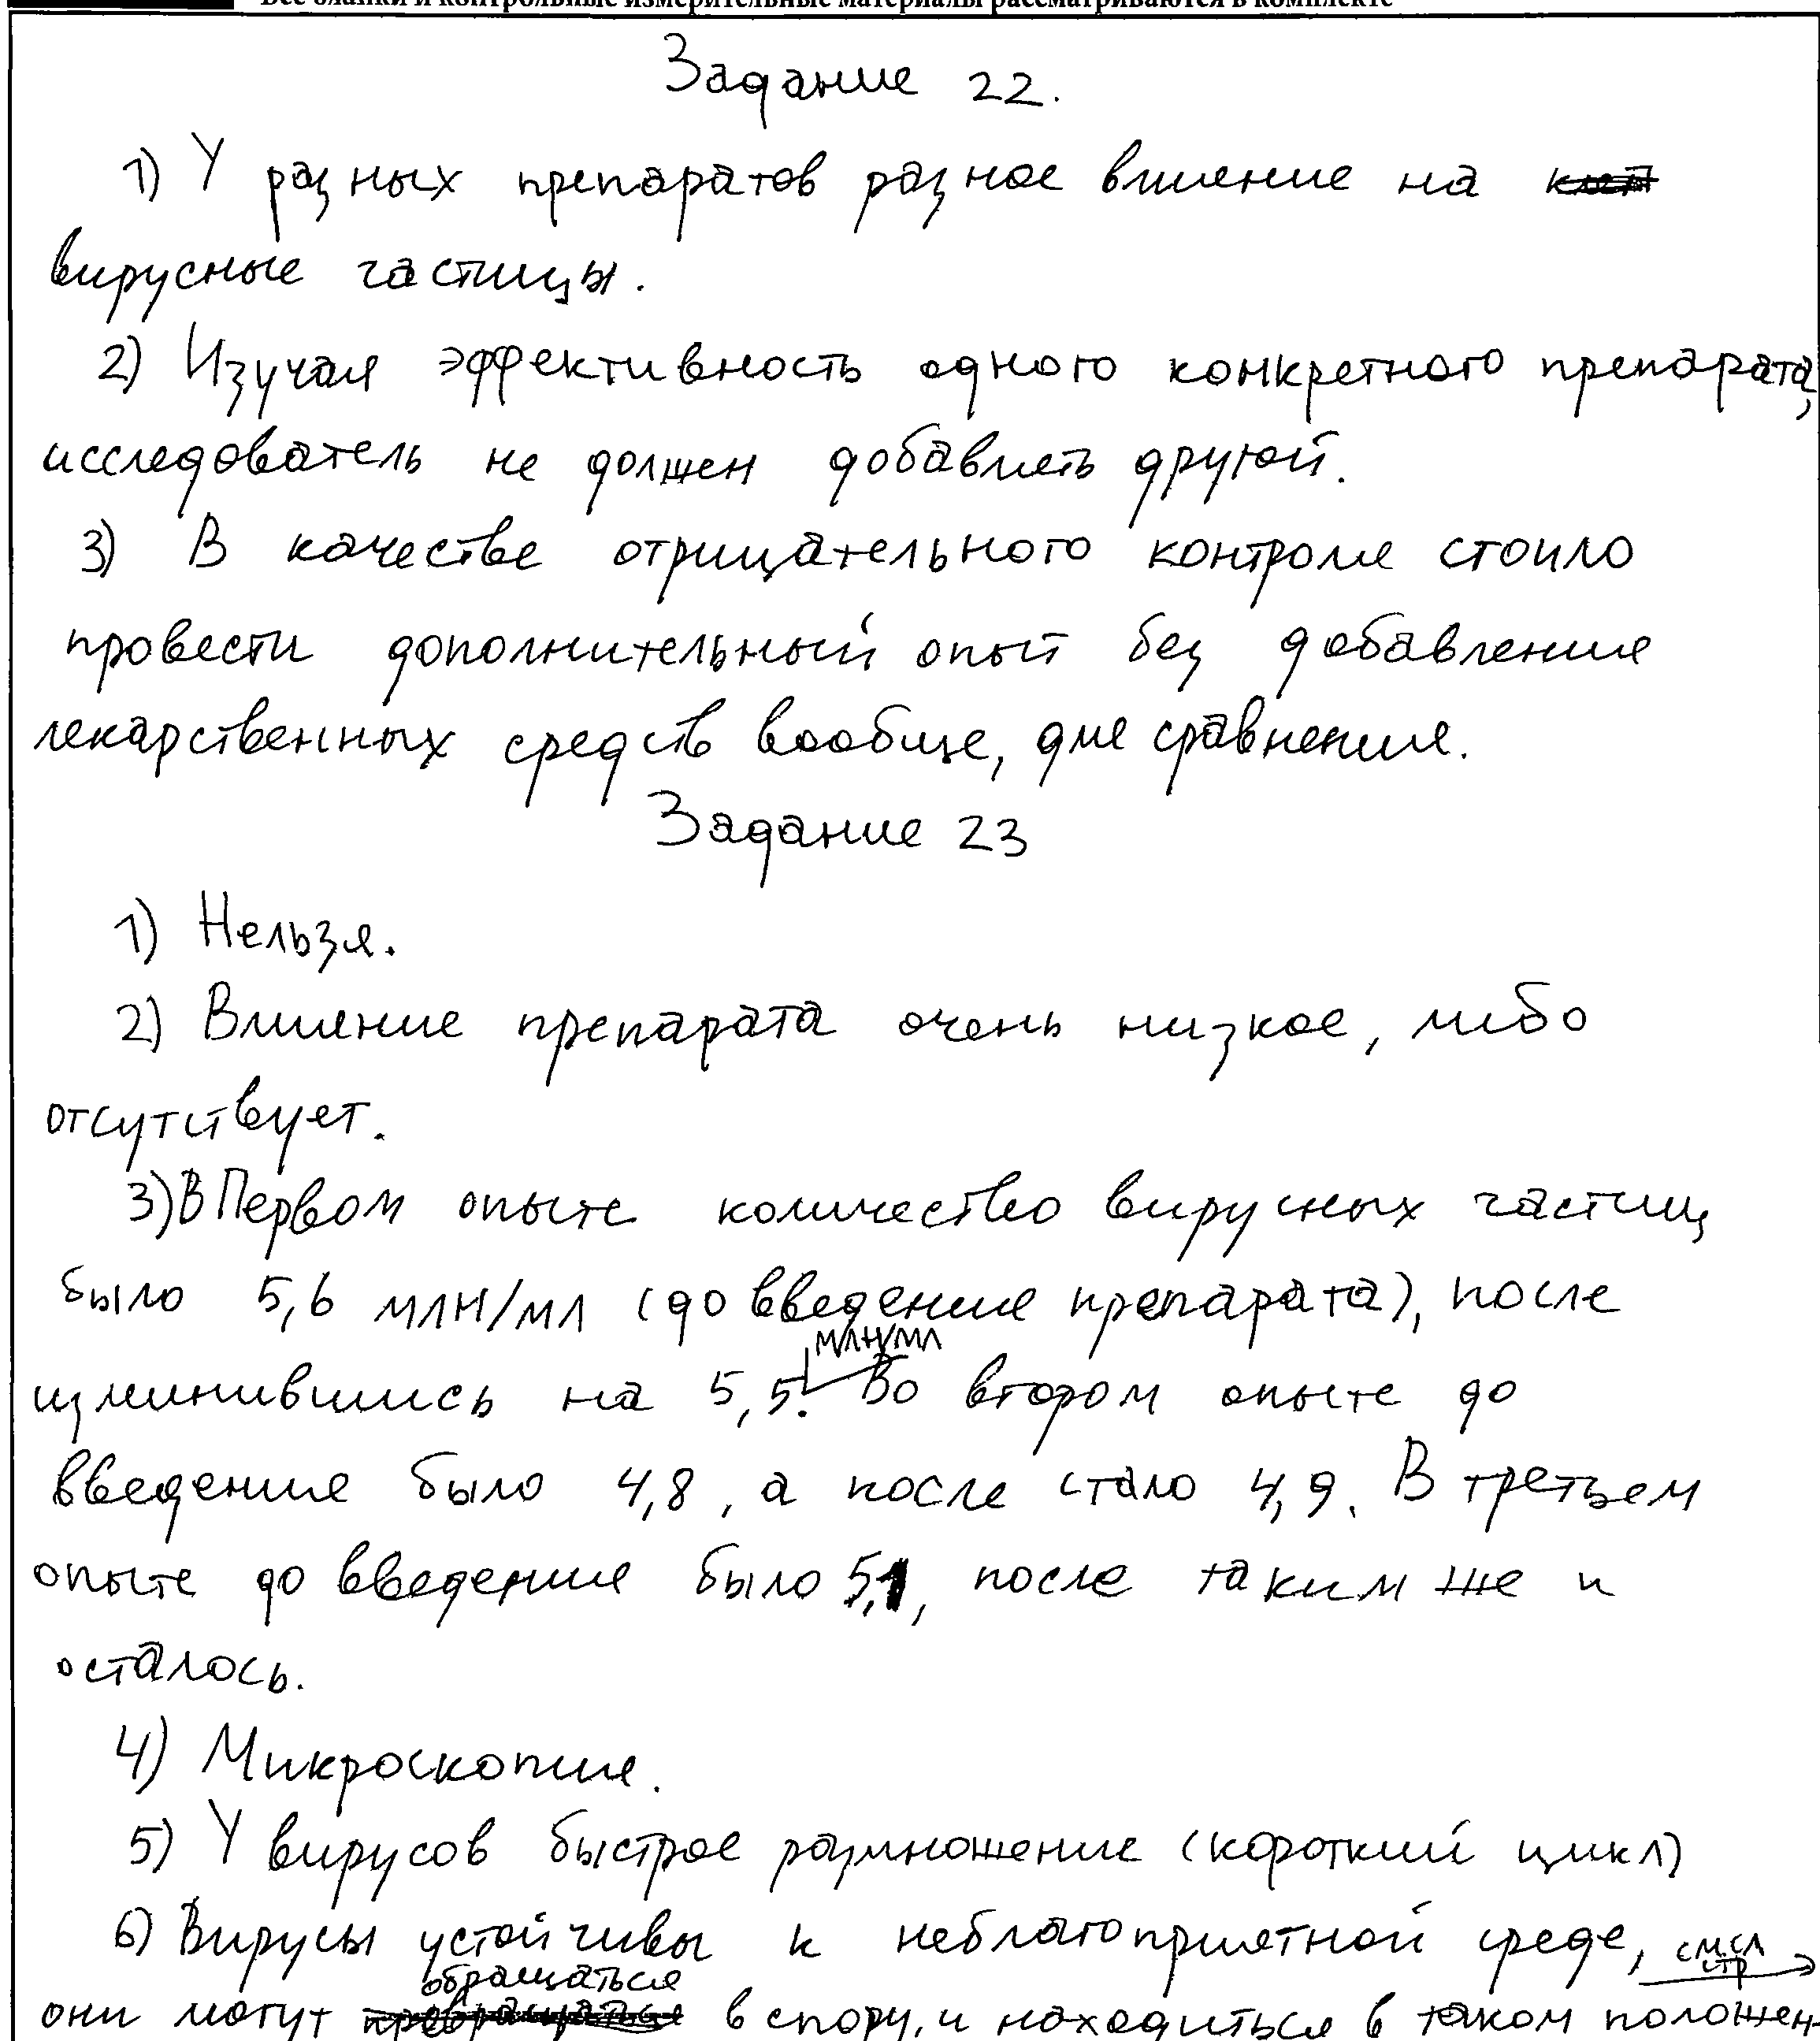 Все бланки и контрольные измерительные материалы рассматриваются в комплекте
Задание 22.
1) У разных препаратов разное влияние на
вирусные частицы.
2) Изучая эффективность одного конкретного препарата,
исследователь не должен добавлять другой.
3) В качестве отрицательного контроля стоило
провести дополнительный опыт без добавления
лекарственных средств вообще, для сравнения.
Задание 23
1) Нельзя.
2) Влияние препарата очень низкое, либо
отсутствует.
3) В Первом опыте количество вирусных частиц
было 5,6 млн/мл (до введения препарата), после
млн/мл
изменившись на 5,5. Во втором опыте до
введения было 4,8, а после стало 4,9. В третьем
опыте до введения было 5,1, после таким же и
осталось.
4) Микроскопия.
5) У вирусов быстрое размножение (короткий цикл)
6) Вирусы устойчивы к неблагоприятной среде, см.сл стр
обращаться
они могут превращаться в спору, и находиться в таком положен